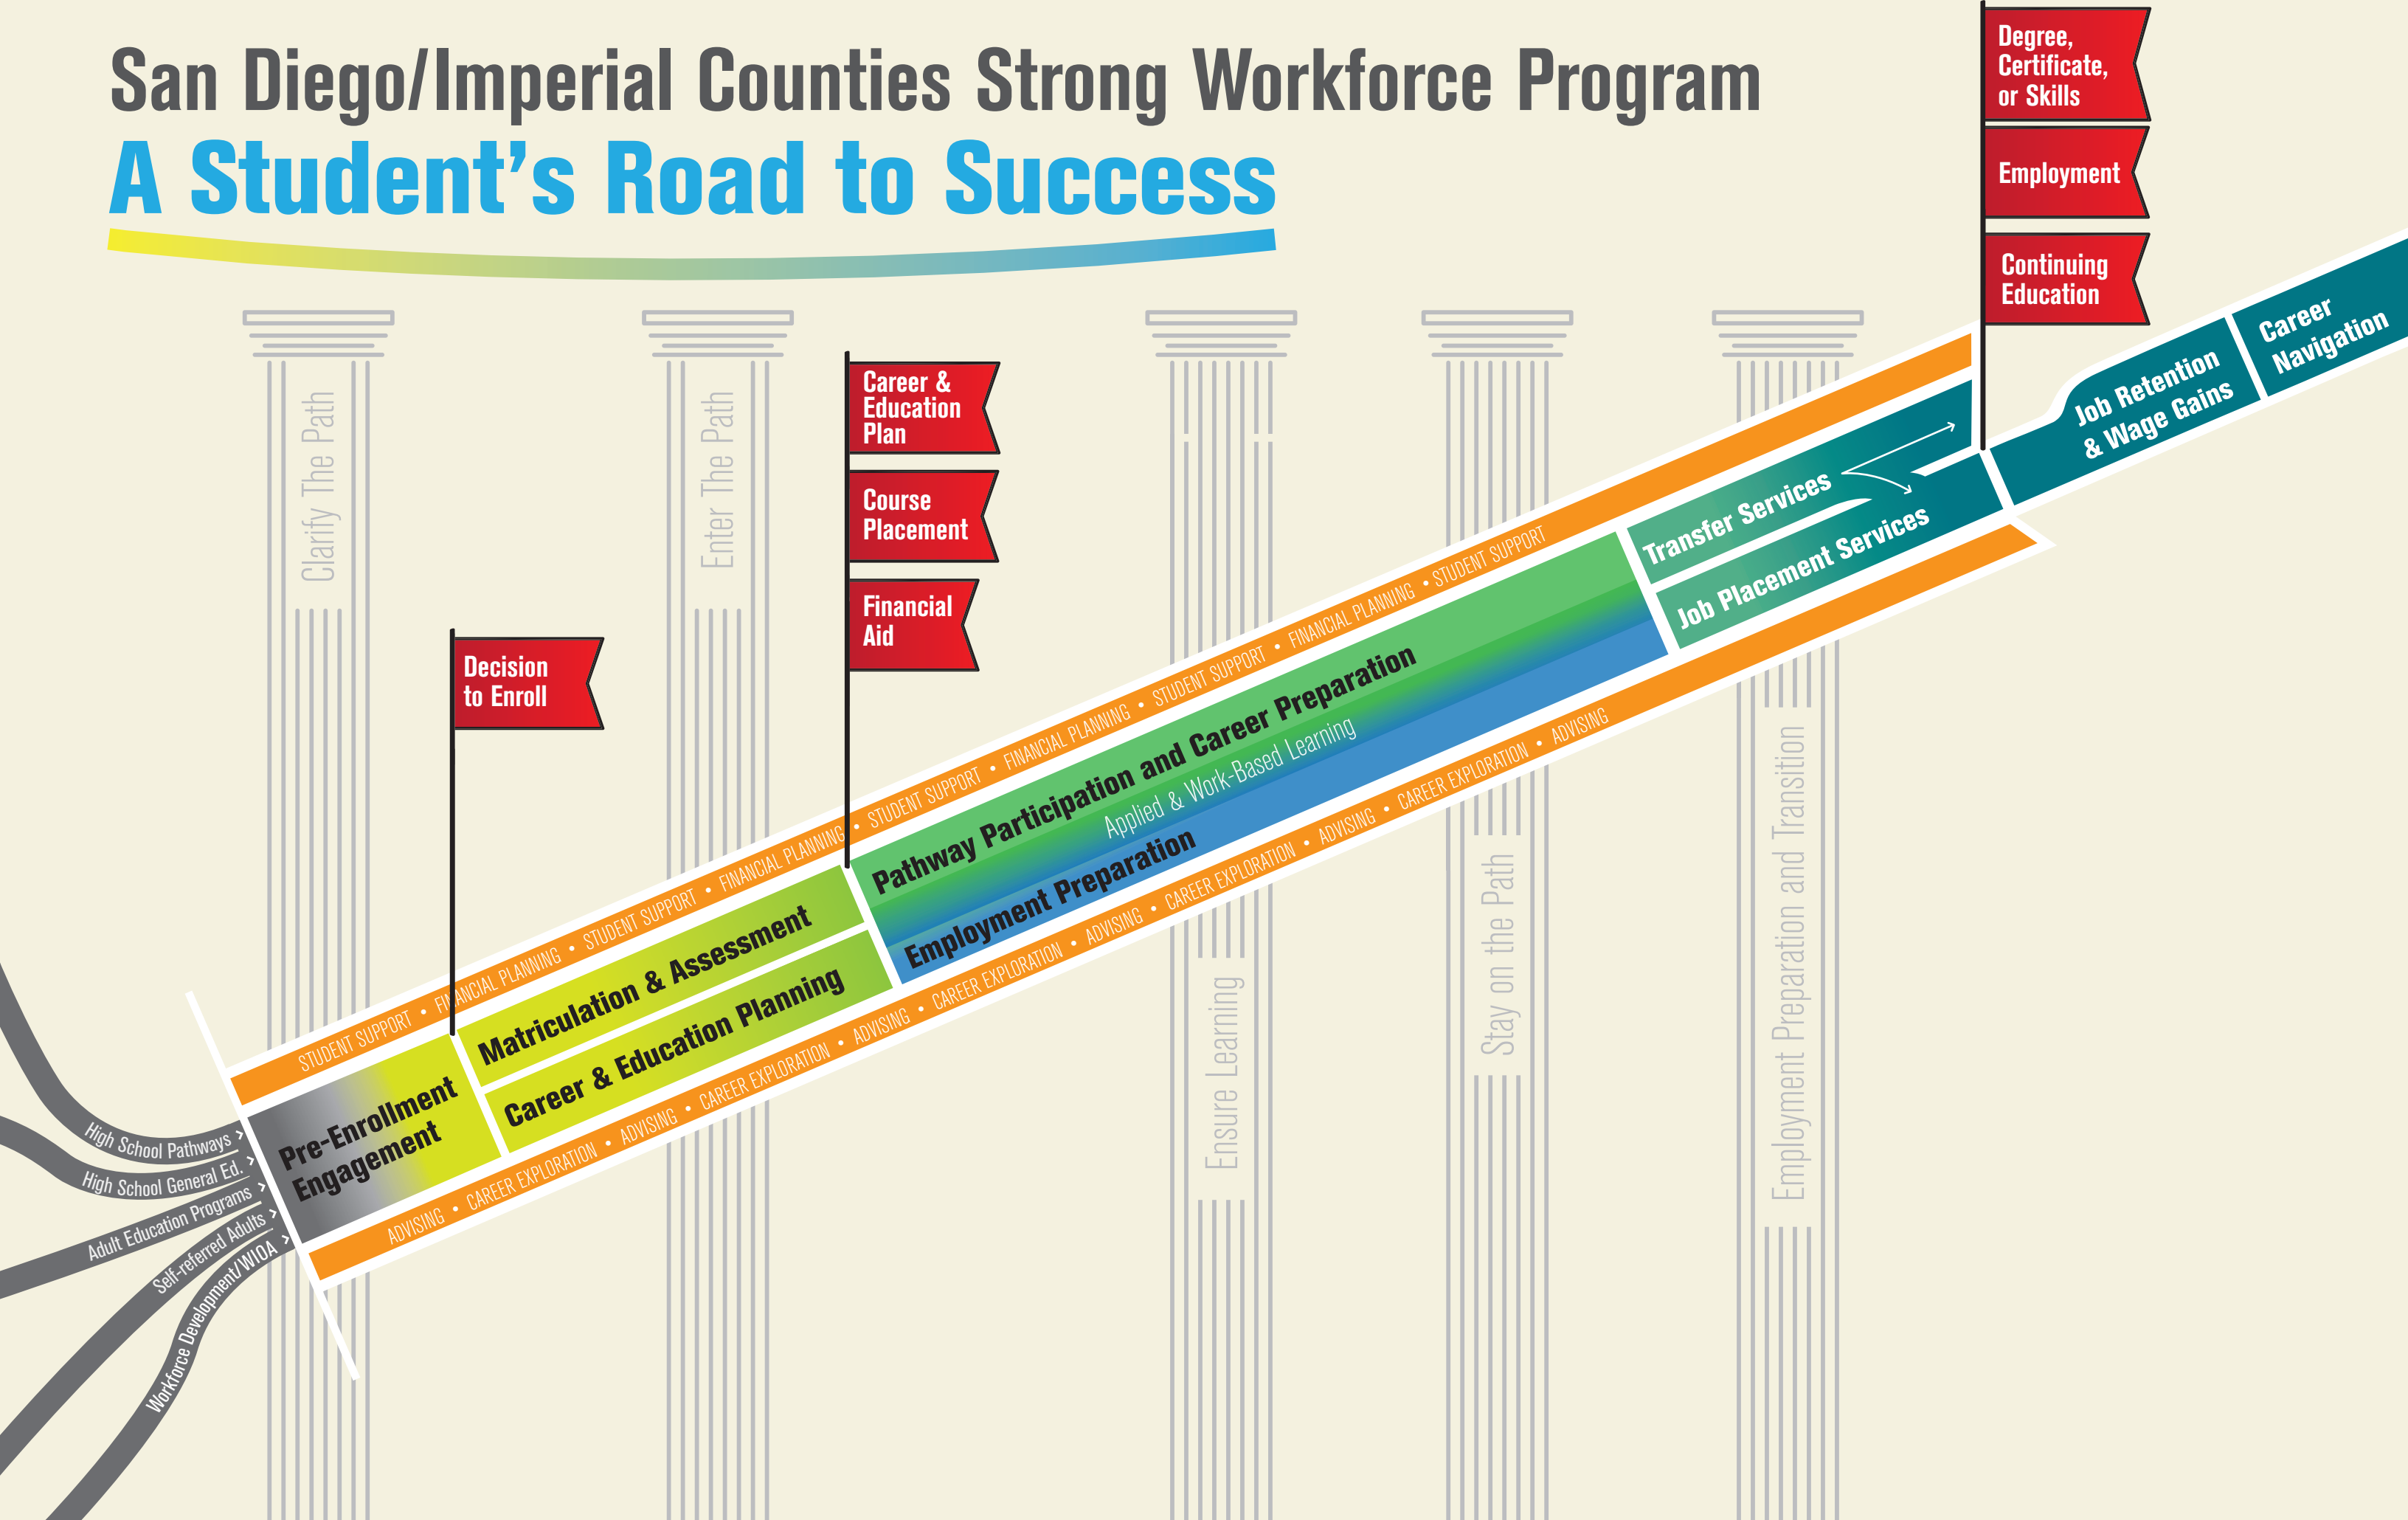 San Diego/Imperial Counties Strong Workforce Program
A Student’s Road to Success
Degree,
Certificate,
or Skills
Employment
Continuing
Education
Career &
Education
Plan
Course
Placement
Financial
Aid
Decision
to Enroll
Clarify The Path
Enter The Path
Ensure Learning
Stay on the Path
Employment Preparation and Transition
STUDENT SUPPORT • FINANCIAL PLANNING • STUDENT SUPPORT • FINANCIAL PLANNING • STUDENT SUPPORT • FINANCIAL PLANNING • STUDENT SUPPORT • FINANCIAL PLANNING • STUDENT SUPPORT
High School Pathways >
High School General Ed. >
Adult Education Programs >
Self-referred Adults >
Workforce Development/WIOA >
Pre-Enrollment
Engagement
Matriculation & Assessment
Career & Education Planning
Pathway Participation and Career Preparation
Applied & Work-Based Learning
Employment Preparation
Transfer Services
Job Placement Services
Job Retention
& Wage Gains
Career
Navigation
ADVISING • CAREER EXPLORATION • ADVISING • CAREER EXPLORATION • ADVISING • CAREER EXPLORATION • ADVISING • CAREER EXPLORATION • ADVISING • CAREER EXPLORATION • ADVISING